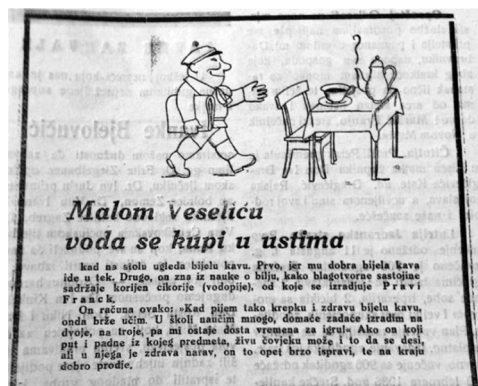 Malom Veseliću
voda se kupi u ustima
kad na stolu ugleda bijelu kavu. Prvo, jer mu dobra bijela kava
ide u tek. Drugo, on zna iz nauke o bilju, kako blagotvorne sastojine
sadržaje korijen cikorije (vodopije), od koje se izradjuje Pravi
Franck.
On računa ovako: »Kad pijem tako krepku i zdravu bijelu kavu,
onda brže učim. U školi naučim mnogo, domaće zadaće izradim na
dvoje, na troje, pa mi ostaje dosta vremena za igru!« Ako on koji
put i padne iz kojeg predmeta, živu čovjeku može i to da se desi,
ali u njega je zdrava narav, on to opet brzo ispravi, te na kraju
dobro prodje.